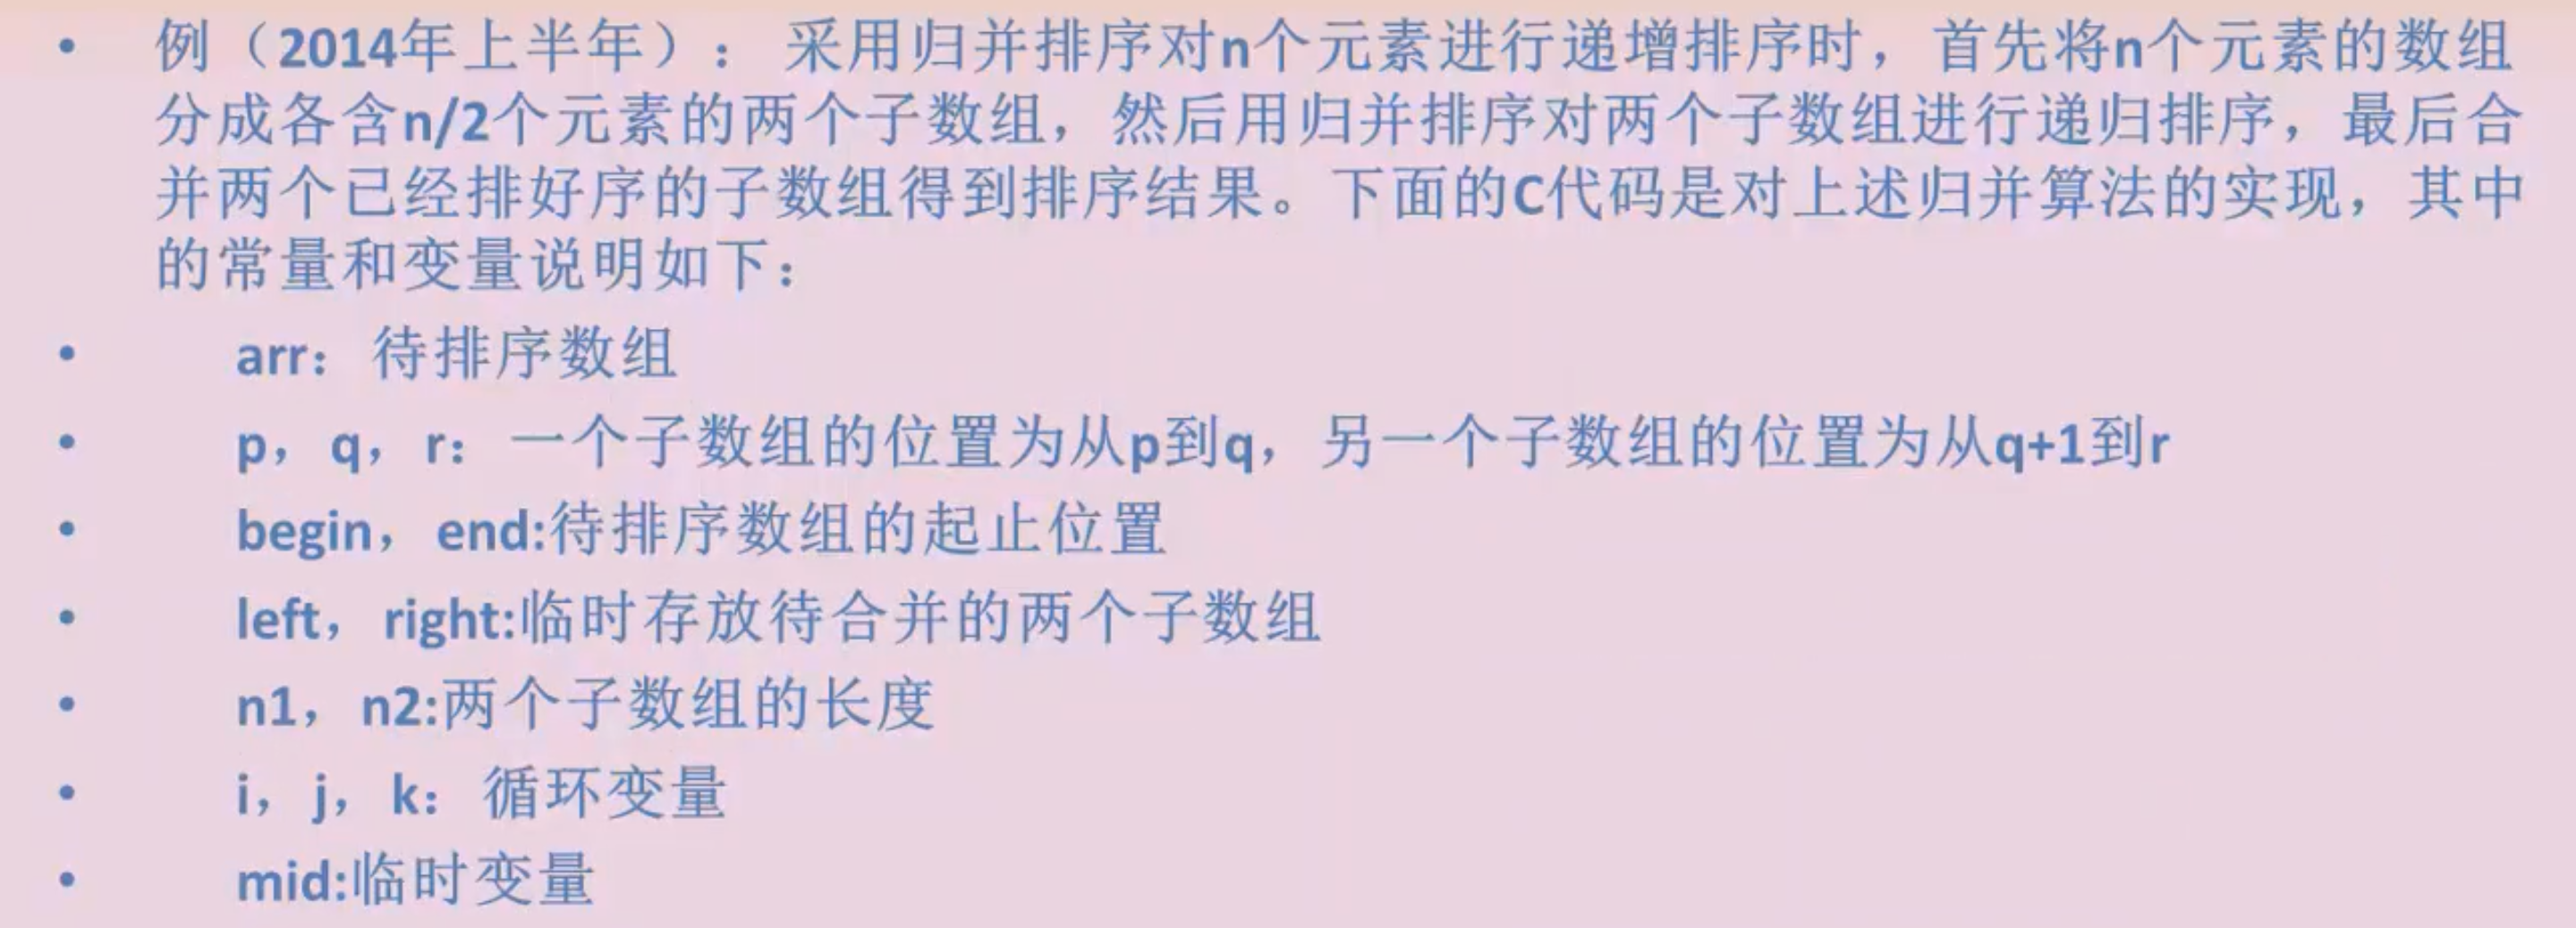 • 例（2014年上半年）： 采用归并排序对n个元素进行递增排序时，首先将n个元素的数组
分成各含n/2个元素的两个子数组，然后用归并排序对两个子数组进行递归排序，最后合
并两个已经排好序的子数组得到排序结果。下面的C代码是对上述归并算法的实现，其中
的常量和变量说明如下：
• arr：待排序数组
• p，q，r：一个子数组的位置为从p到q，另一个子数组的位置为从q+1到r
• begin，end:待排序数组的起止位置
• left，right:临时存放待合并的两个子数组
• n1，n2:两个子数组的长度
• i，j，k：循环变量
• mid:临时变量